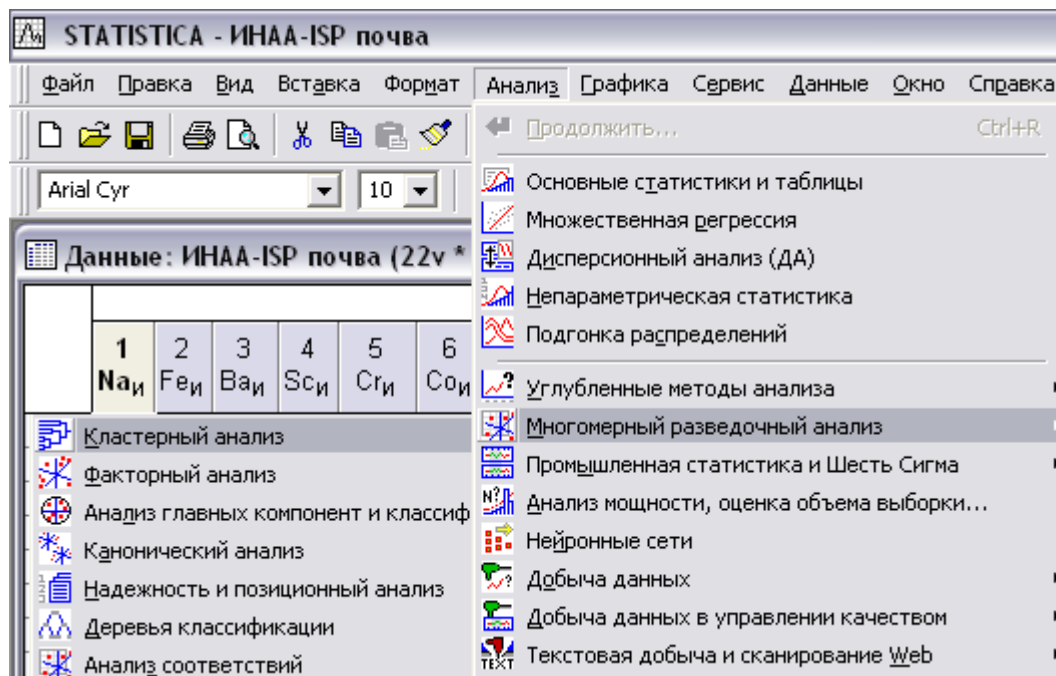 STATISTICA - ИНАА-ISP почва
Файл Правка Вид Вставка Формат Анализ Графика Сервис Данные Окно Справка
Продолжить... Ctrl+R
Arial Cyr 10
Основные статистики и таблицы
Множественная регрессия
Дисперсионный анализ (ДА)
Непараметрическая статистика
Подгонка распределений
Углубленные методы анализа
Многомерный разведочный анализ
Промышленная статистика и Шесть Сигма
Анализ мощности, оценка объема выборки...
Нейронные сети
Добыча данных
Добыча данных в управлении качеством
Текстовая добыча и сканирование Web
Данные: ИНАА-ISP почва (22v *
1 2 3 4 5 6
Naи Feи Baи Scи Crи Coи
Кластерный анализ
Факторный анализ
Анализ главных компонент и классиф
Канонический анализ
Надежность и позиционный анализ
Деревья классификации
Анализ соответствий